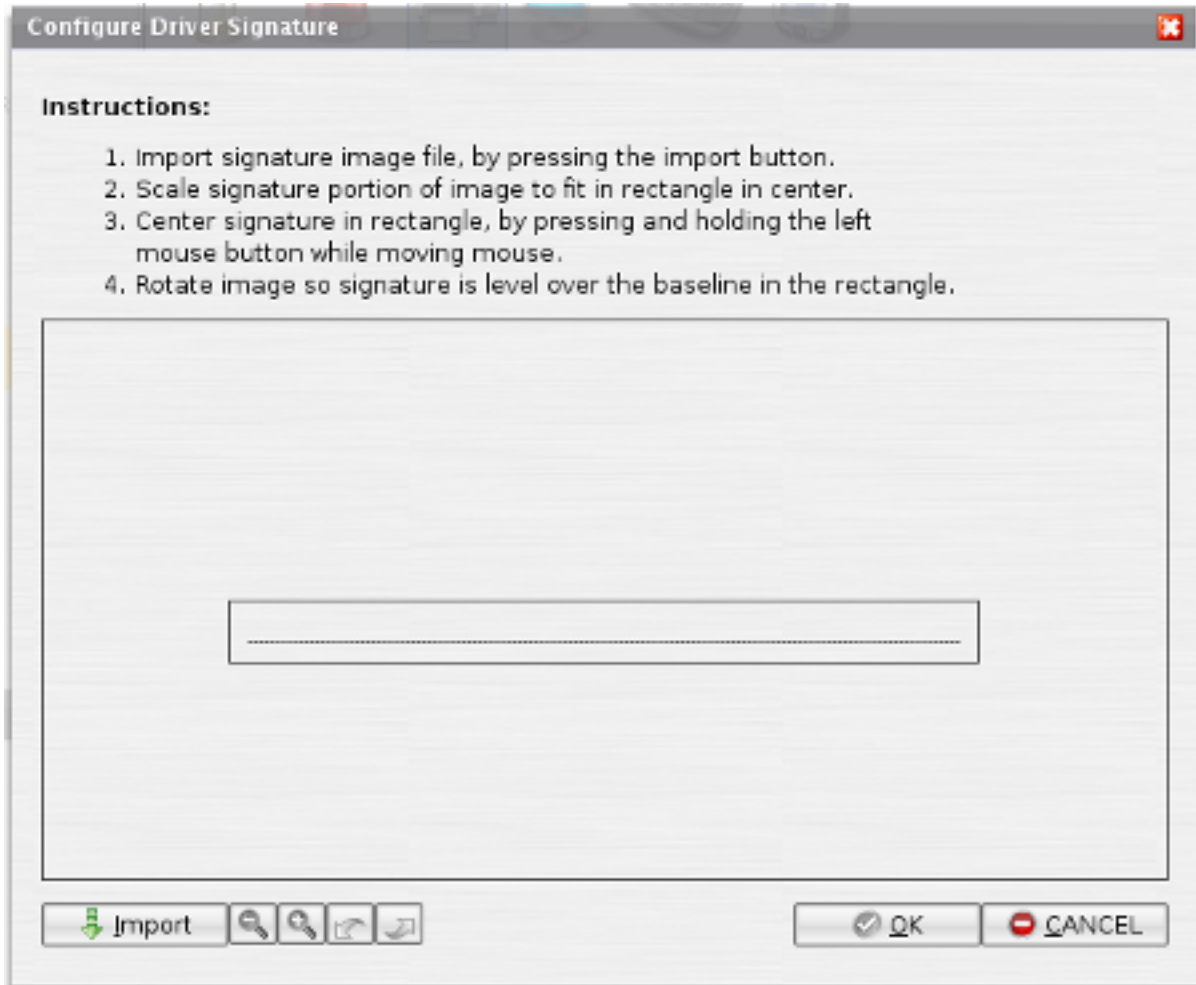 Configure Driver Signature
Instructions:
1. Import signature image file, by pressing the import button.
2. Scale signature portion of image to fit in rectangle in center.
3. Center signature in rectangle, by pressing and holding the left
mouse button while moving mouse.
4. Rotate image so signature is level over the baseline in the rectangle.
Import
OK
CANCEL